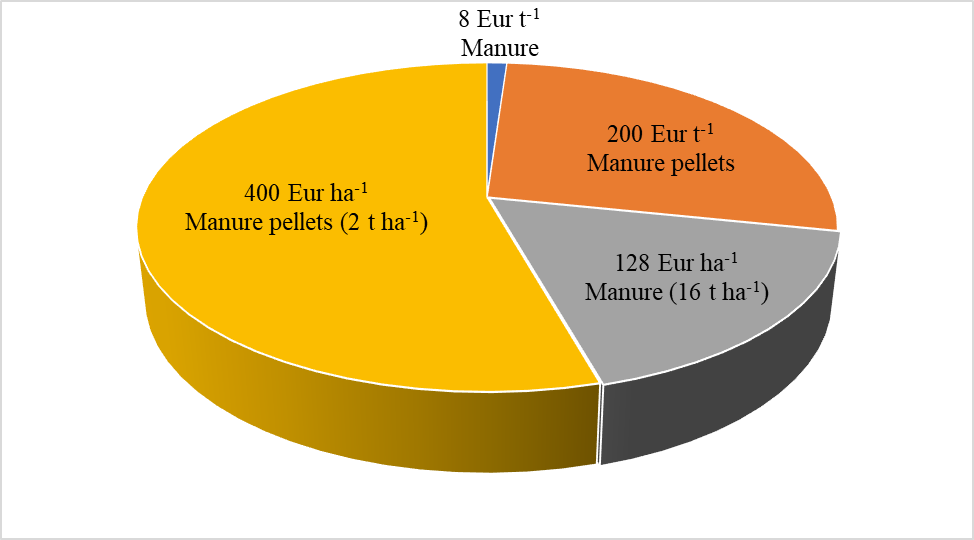 8 Eur t⁻¹
Manure
200 Eur t⁻¹
Manure pellets
400 Eur ha⁻¹
Manure pellets (2 t ha⁻¹)
128 Eur ha⁻¹
Manure (16 t ha⁻¹)